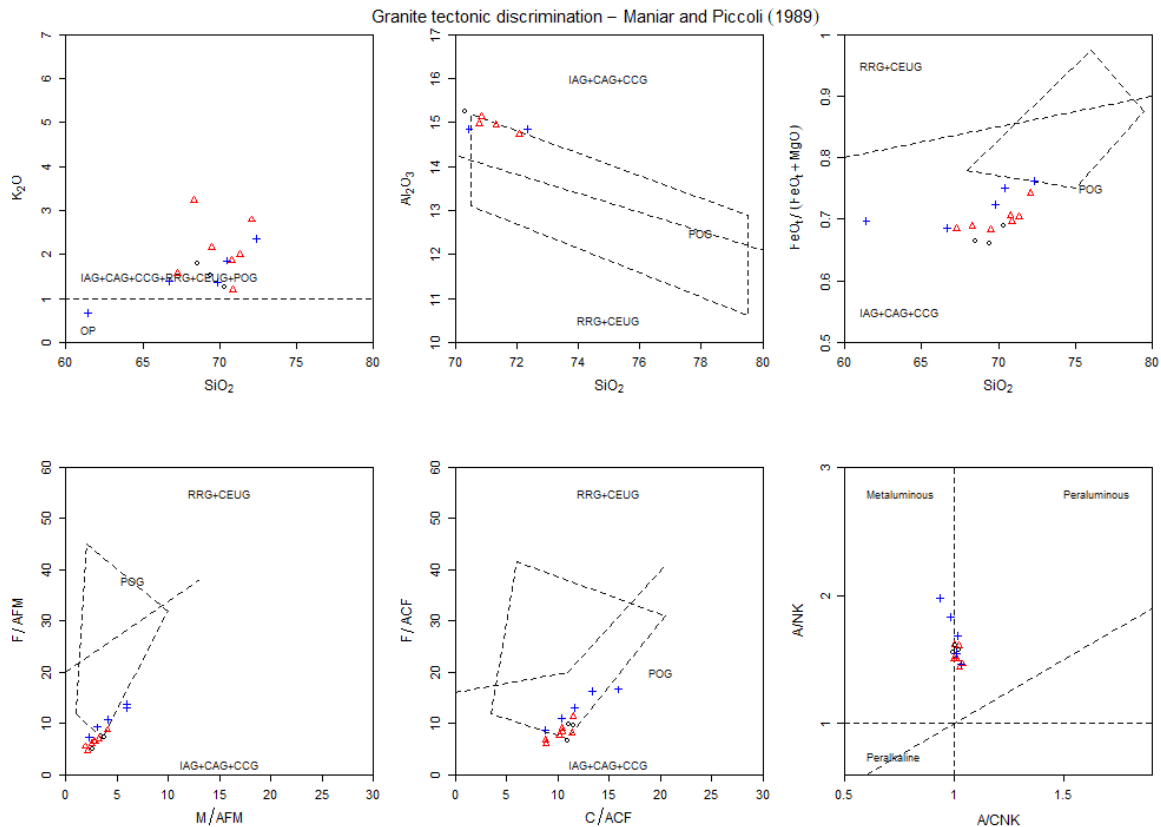 Granite tectonic discrimination – Maniar and Piccoli (1989)
K₂O
7
6
5
4
3
2
1
0
IAG+CAG+CCG+RRG+CEUG+POG
OP
60 65 70 75 80
SiO₂
Al₂O₃
17
16
15
14
13
12
11
10
IAG+CAG+CCG
POG
RRG+CEUG
70 72 74 76 78 80
SiO₂
FeOₜ/(FeOₜ + MgO)
1
0.9
0.8
0.7
0.6
0.5
RRG+CEUG
POG
IAG+CAG+CCG
60 65 70 75 80
SiO₂
F/AFM
60
50
40
30
20
10
0
RRG+CEUG
POG
IAG+CAG+CCG
0 5 10 15 20 25 30
M/AFM
F/ACF
60
50
40
30
20
10
0
RRG+CEUG
POG
IAG+CAG+CCG
0 5 10 15 20 25 30
C/ACF
A/NK
3
2
1
Metaluminous Peraluminous
Peralkaline
0.5 1 1.5
A/CNK